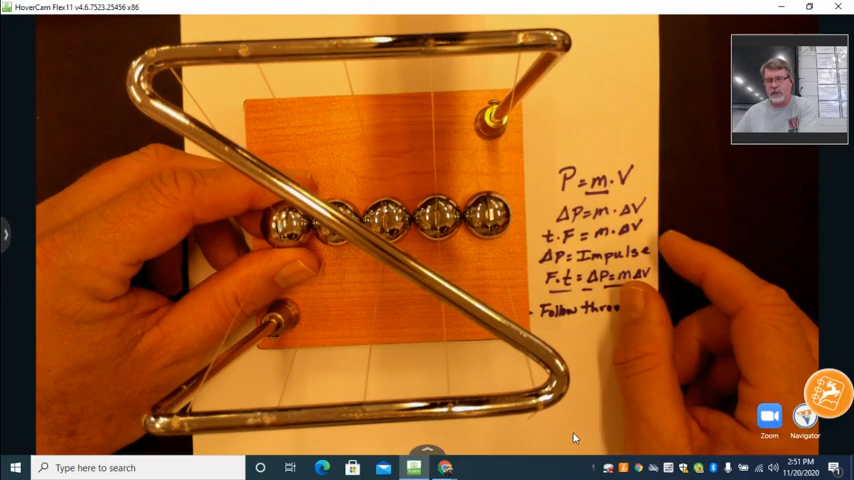 HoverCam Flex11 v4.6.7523.25456 x86
P = m · V
ΔP = m · ΔV
t · F = m · ΔV
ΔP = Impulse
F · t = ΔP = mΔV
· Follow
Zoom
Navigator
Type here to search
2:51 PM
11/20/2020